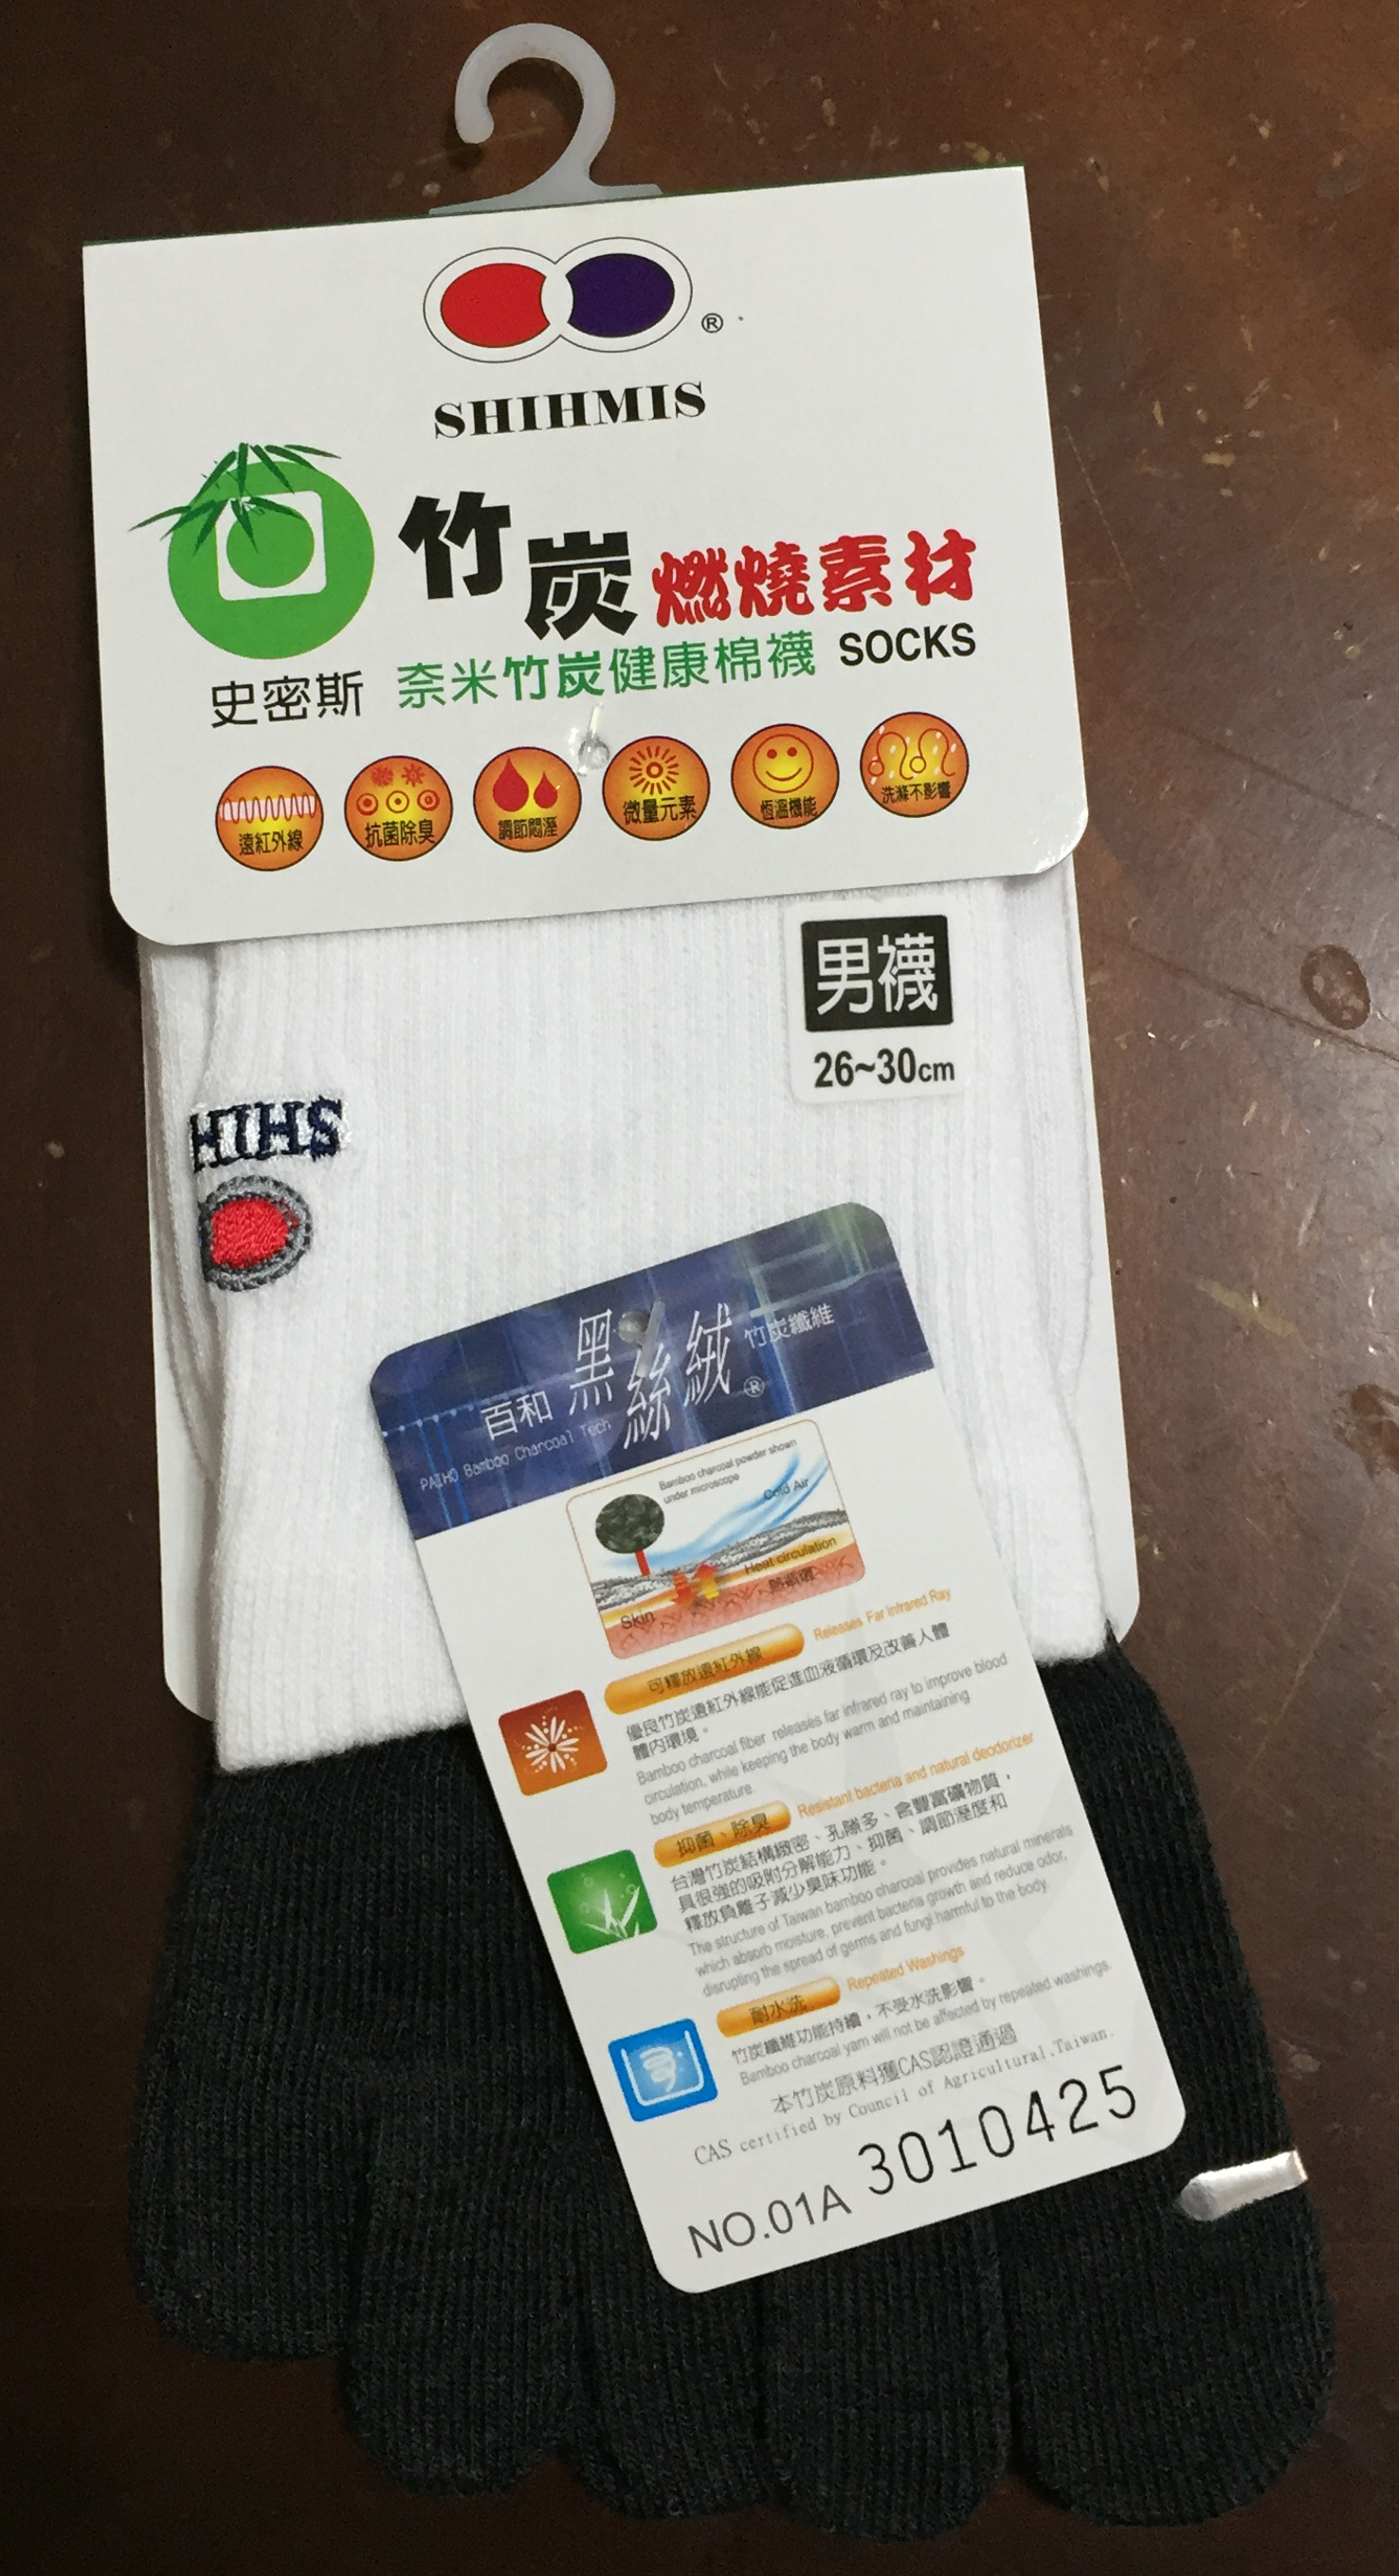 ®
SHIHMIS
竹炭燃燒素材
史密斯 奈米竹炭健康棉襪 SOCKS
遠紅外線 抗菌除臭 調節悶溼 微量元素 恆溫機能 洗滌不影響
男襪
26~30cm
SHIH
百和 黑絲絨® 竹炭纖維
PAIHO Bamboo Charcoal Tech
Bamboo charcoal powder shown
under microscope
Cold Air
Heat circulation
熱循環
Skin
可釋放遠紅外線 Releases Far Infrared Ray
優良竹炭遠紅外線能促進血液循環及改善人體
體內環境。
Bamboo charcoal fiber releases far infrared ray to improve blood
circulation, while keeping the body warm and maintaining
body temperature.
抑菌、除臭 Resistant bacteria and natural deodorizer
台灣竹炭結構緻密、孔隙多、含豐富礦物質，
具很強的吸附分解能力、抑菌、調節溼度和
釋放負離子減少臭味功能。
The structure of Taiwan bamboo charcoal provides natural minerals
which absorb moisture, prevent bacteria growth and reduce odor,
disrupting the spread of germs and fungi harmful to the body.
耐水洗 Repeated Washings
竹炭纖維功能持續，不受水洗影響。
Bamboo charcoal yarn will not be affected by repeated washings.
本竹炭原料獲CAS認證通過
CAS certified by Council of Agricultural,Taiwan.
NO.01A 3010425